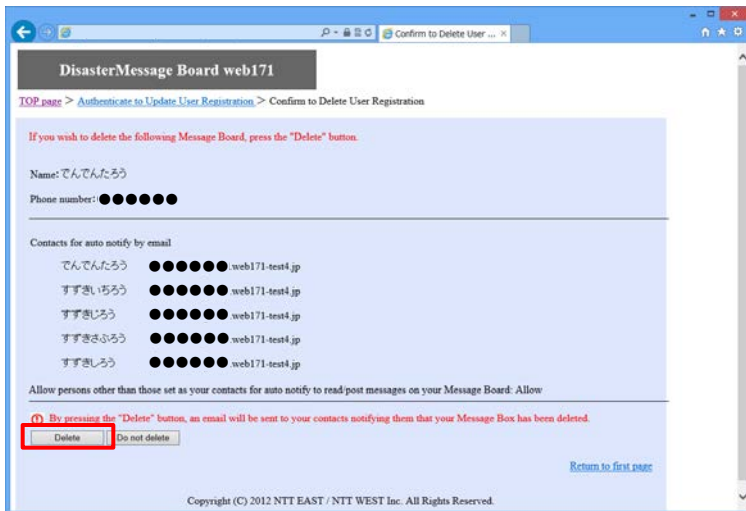 Confirm to Delete User ...
DisasterMessage Board web171
TOP page > Authenticate to Update User Registration > Confirm to Delete User Registration
If you wish to delete the following Message Board, press the "Delete" button.
Name: でんでんたろう
Phone number: ●●●●●●
Contacts for auto notify by email
でんでんたろう ●●●●●●.web171-test4.jp
すずきいちろう ●●●●●●.web171-test4.jp
すずきじろう ●●●●●●.web171-test4.jp
すずきさぶろう ●●●●●●.web171-test4.jp
すずきしろう ●●●●●●.web171-test4.jp
Allow persons other than those set as your contacts for auto notify to read/post messages on your Message Board: Allow
By pressing the "Delete" button, an email will be sent to your contacts notifying them that your Message Box has been deleted.
Delete Do not delete
Return to first page
Copyright (C) 2012 NTT EAST / NTT WEST Inc. All Rights Reserved.